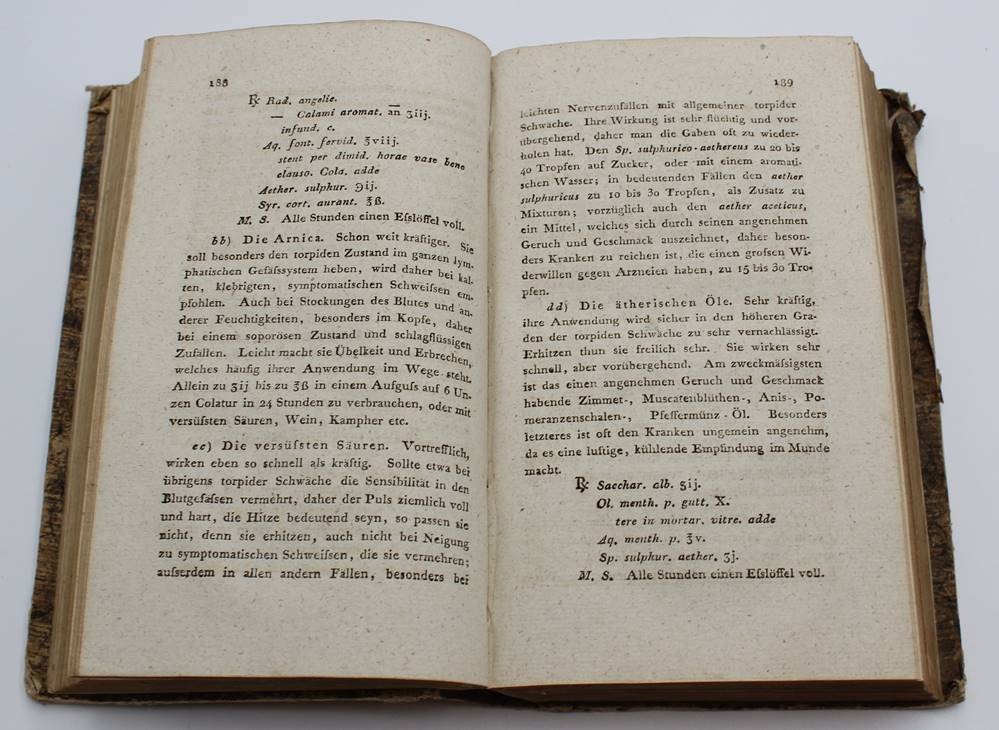 188
℞ Rad. angelic.
— Calami aromat. an̄ ʒiij.
infund. c.
Aq. font. fervid. ℥viij.
stent per dimid. horae vase bene
clauso. Cola. adde
Aether. sulphur. ℈ij.
Syr. cort. aurant. ℥ß.
M. S. Alle Stunden einen Eſslöffel voll.
bb) Die Arnica. Schon weit kräftiger. Sie
soll besonders den torpiden Zustand im ganzen lym-
phatischen Gefäſssystem heben, wird daher bei kal-
ten, klebrigten, symptomatischen Schweiſsen em-
pfohlen. Auch bei Stockungen des Blutes und an-
derer Feuchtigkeiten, besonders im Kopfe, daher
bei einem soporösen Zustand und schlagflüssigen
Zufällen. Leicht macht sie Übelkeit und Erbrechen,
welches häufig ihrer Anwendung im Wege steht.
Allein zu ʒij bis zu ℥ß in einem Aufguſs auf 6 Un-
zen Colatur in 24 Stunden zu verbrauchen, oder mit
versüſsten Säuren, Wein, Kampher etc.
cc) Die versüſsten Säuren. Vortrefflich,
wirken eben so schnell als kräftig. Sollte etwa bei
übrigens torpider Schwäche die Sensibilität in den
Blutgefäſsen vermehrt, daher der Puls ziemlich voll
und hart, die Hitze bedeutend seyn, so passen sie
nicht, denn sie erhitzen, auch nicht bei Neigung
zu symptomatischen Schweiſsen, die sie vermehren;
auſserdem in allen andern Fällen, besonders bei
189
leichten Nervenzufällen mit allgemeiner torpider
Schwäche. Ihre Wirkung ist sehr flüchtig und vor-
übergehend, daher man die Gaben oft zu wieder-
holen hat. Den Sp. sulphurico-aethereus zu 20 bis
40 Tropfen auf Zucker, oder mit einem aromati-
schen Wasser; in bedeutenden Fällen den aether
sulphuricus zu 10 bis 30 Tropfen, als Zusatz zu
Mixturen; vorzüglich auch den aether aceticus,
ein Mittel, welches sich durch seinen angenehmen
Geruch und Geschmack auszeichnet, daher beson-
ders Kranken zu reichen ist, die einen groſsen Wi-
derwillen gegen Arzneien haben, zu 15 bis 30 Tro-
pfen.
dd) Die ätherischen Öle. Sehr kräftig,
ihre Anwendung wird sicher in den höheren Gra-
den der torpiden Schwäche zu sehr vernachlässigt.
Erhitzen thun sie freilich sehr. Sie wirken sehr
schnell, aber vorübergehend. Am zweckmäſsigsten
ist das einen angenehmen Geruch und Geschmack
habende Zimmet-, Muscatenblüthen-, Anis-, Po-
meranzenschalen-, Pfeffermünz-Öl. Besonders
letzteres ist oft den Kranken ungemein angenehm,
da es eine luftige, kühlende Empfindung im Munde
macht.
℞ Sacchar. alb. ʒij.
Ol. menth. p. gutt. X.
tere in mortar. vitre. adde
Aq. menth. p. ℥v.
Sp. sulphur. aether. ʒj.
M. S. Alle Stunden einen Eſslöffel voll.